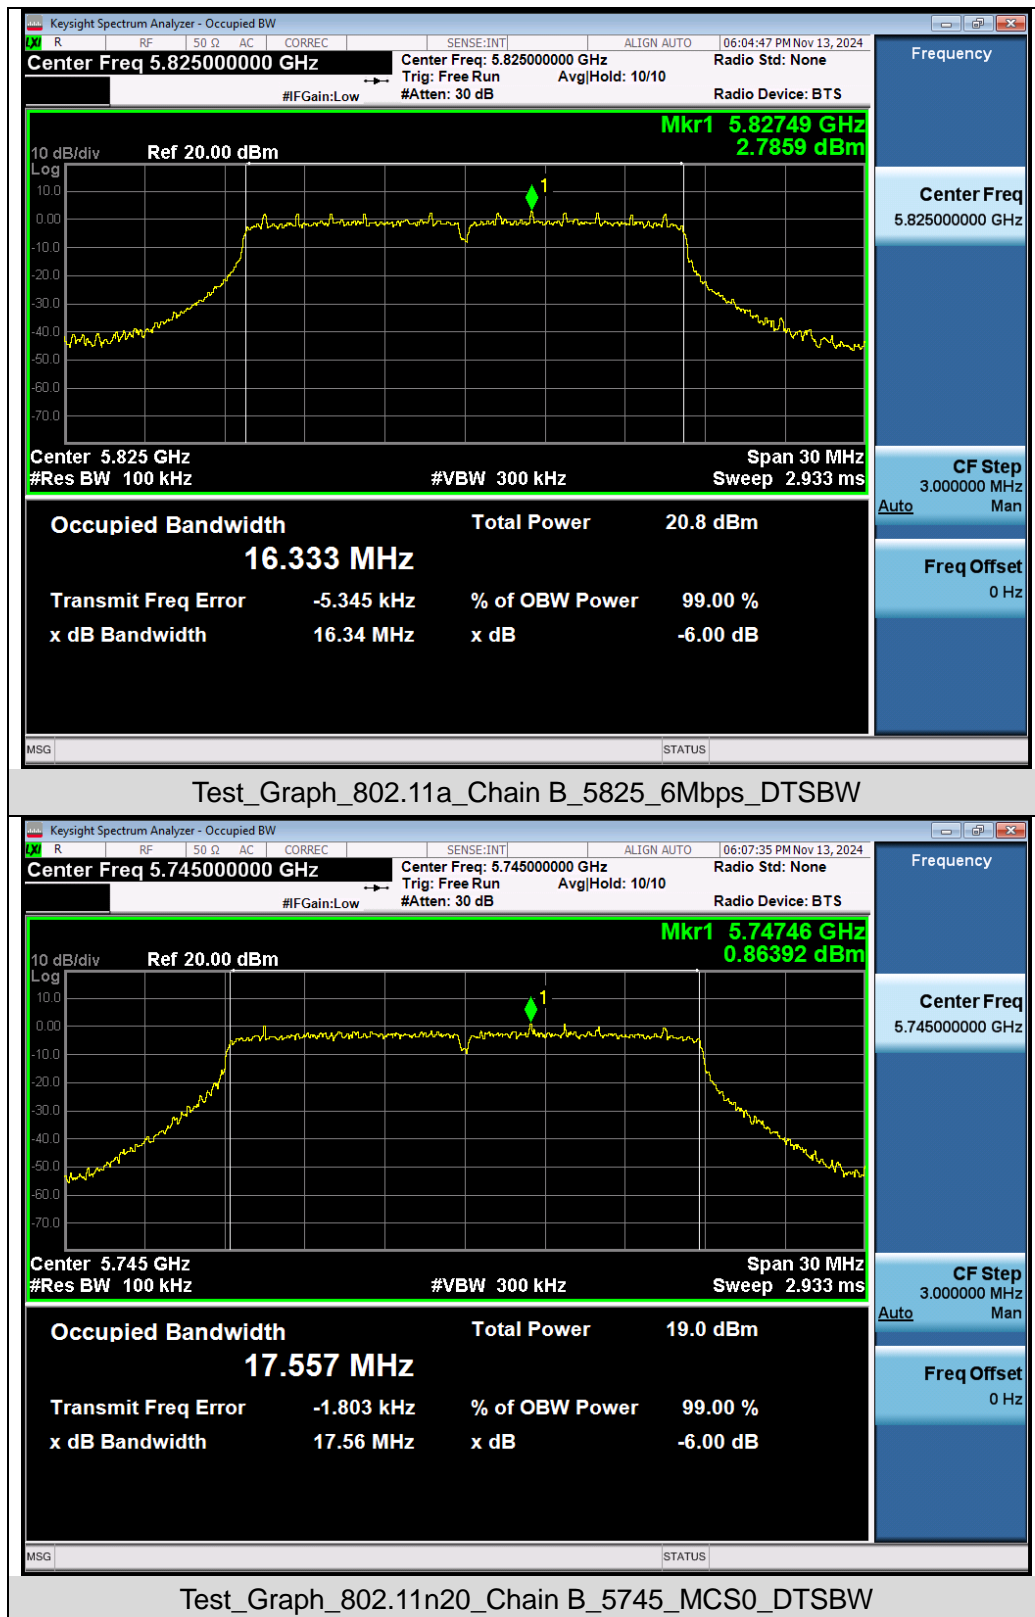 Keysight Spectrum Analyzer - Occupied BW
LXI R RF 50 Ω AC CORREC SENSE:INT ALIGN AUTO 06:04:47 PM Nov 13, 2024
Center Freq 5.825000000 GHz
Center Freq: 5.825000000 GHz
Radio Std: None
Trig: Free Run Avg|Hold: 10/10
#IFGain:Low #Atten: 30 dB Radio Device: BTS
Mkr1 5.82749 GHz
2.7859 dBm
10 dB/div Ref 20.00 dBm
Log
10.0
0.00
-10.0
-20.0
-30.0
-40.0
-50.0
-60.0
-70.0
1
Center 5.825 GHz Span 30 MHz
#Res BW 100 kHz #VBW 300 kHz Sweep 2.933 ms
Occupied Bandwidth Total Power 20.8 dBm
16.333 MHz
Transmit Freq Error -5.345 kHz % of OBW Power 99.00 %
x dB Bandwidth 16.34 MHz x dB -6.00 dB
MSG STATUS
Frequency
Center Freq
5.825000000 GHz
CF Step
3.000000 MHz
Auto Man
Freq Offset
0 Hz
Test_Graph_802.11a_Chain B_5825_6Mbps_DTSBW
Keysight Spectrum Analyzer - Occupied BW
LXI R RF 50 Ω AC CORREC SENSE:INT ALIGN AUTO 06:07:35 PM Nov 13, 2024
Center Freq 5.745000000 GHz
Center Freq: 5.745000000 GHz
Radio Std: None
Trig: Free Run Avg|Hold: 10/10
#IFGain:Low #Atten: 30 dB Radio Device: BTS
Mkr1 5.74746 GHz
0.86392 dBm
10 dB/div Ref 20.00 dBm
Log
10.0
0.00
-10.0
-20.0
-30.0
-40.0
-50.0
-60.0
-70.0
1
Center 5.745 GHz Span 30 MHz
#Res BW 100 kHz #VBW 300 kHz Sweep 2.933 ms
Occupied Bandwidth Total Power 19.0 dBm
17.557 MHz
Transmit Freq Error -1.803 kHz % of OBW Power 99.00 %
x dB Bandwidth 17.56 MHz x dB -6.00 dB
MSG STATUS
Frequency
Center Freq
5.745000000 GHz
CF Step
3.000000 MHz
Auto Man
Freq Offset
0 Hz
Test_Graph_802.11n20_Chain B_5745_MCS0_DTSBW